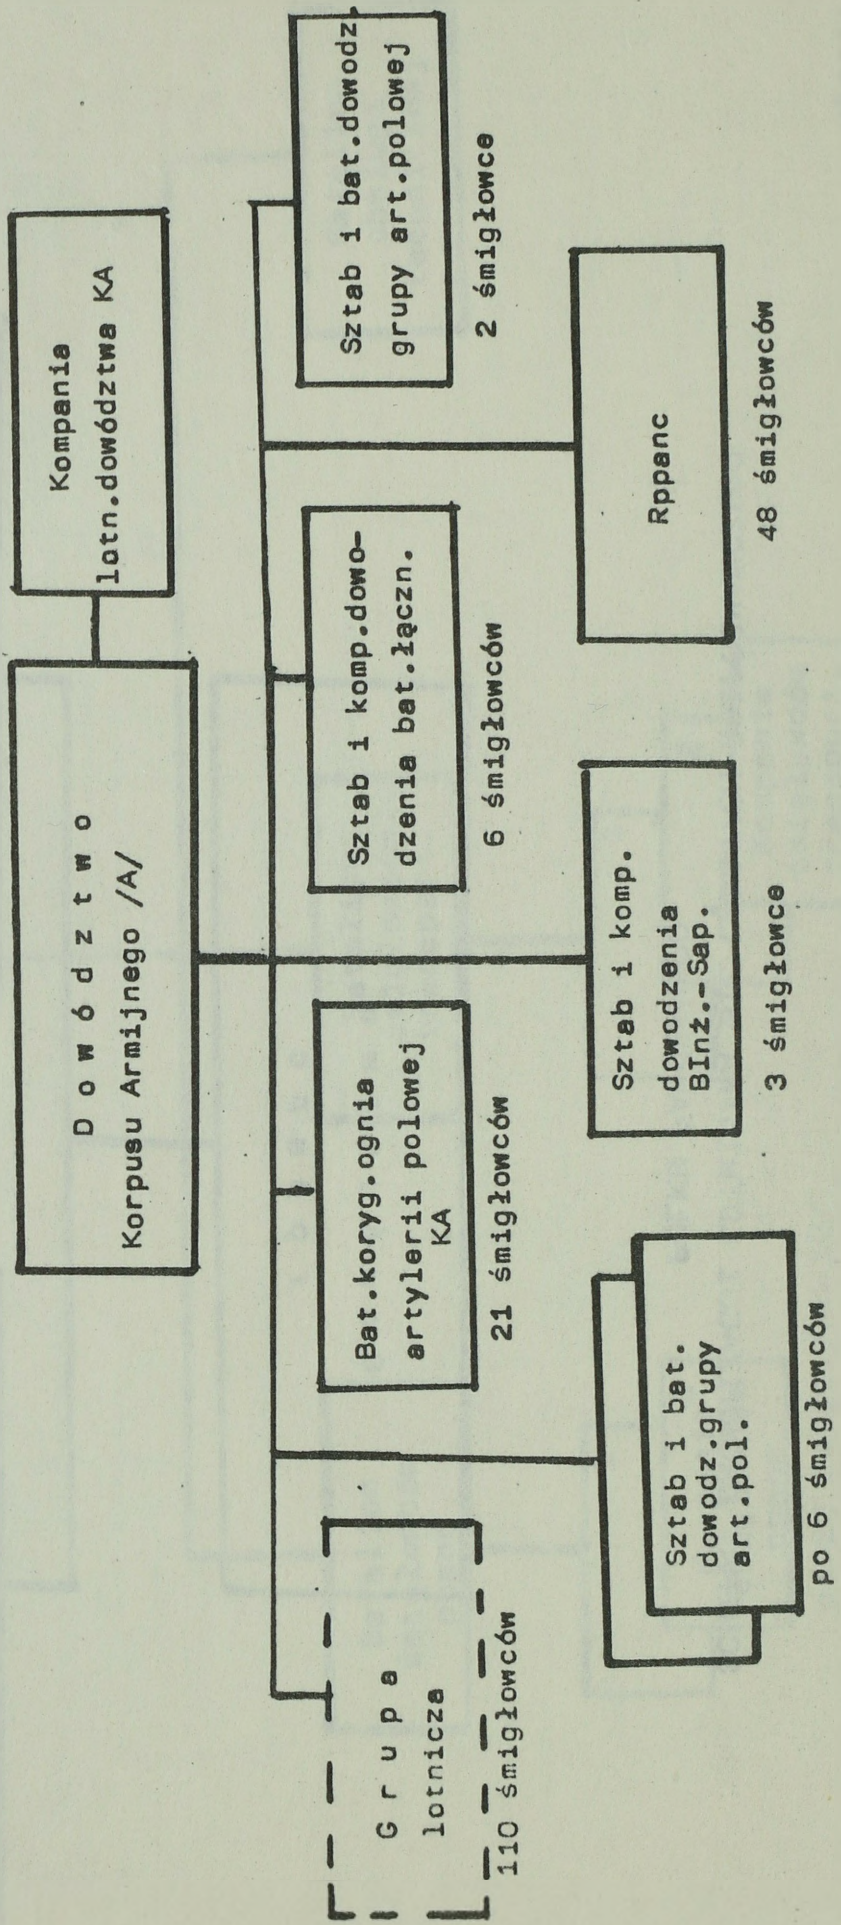 D o w ó d z t w o
Korpusu Armijnego /A/
Kompania
lotn.dowództwa KA
G r u p a
lotnicza
110 śmigłowców
Bat.koryg.ognia
artylerii polowej
KA
21 śmigłowców
Sztab i komp.dowo-
dzenia bat.łączn.
6 śmigłowców
Sztab i bat.dowodz.
grupy art.polowej
2 śmigłowce
Sztab i bat.
dowodz.grupy
art.pol.
po 6 śmigłowców
Sztab i komp.
dowodzenia
BInż.-Sap.
3 śmigłowce
Rppanc
48 śmigłowców